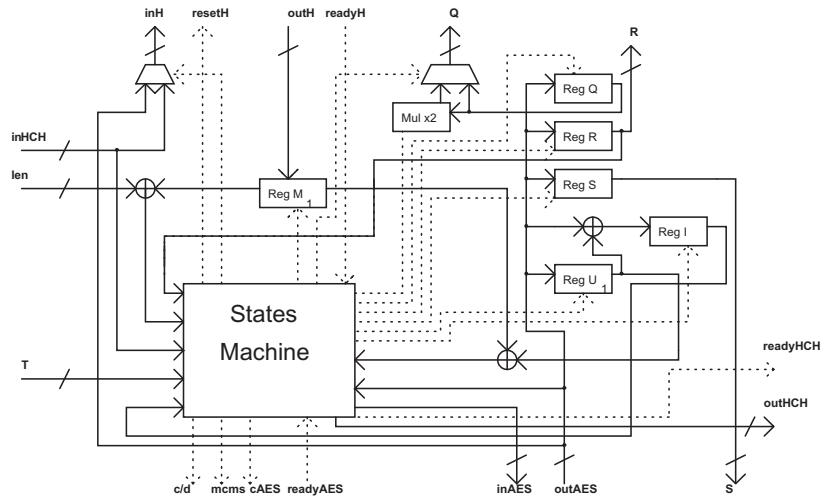 inH resetH outH readyH Q
R
Reg Q
Mul x2
Reg R
inHCH
len
Reg M 1
Reg S
Reg I
Reg U 1
States
Machine
readyHCH
T
outHCH
c/d mcms cAES readyAES inAES outAES S